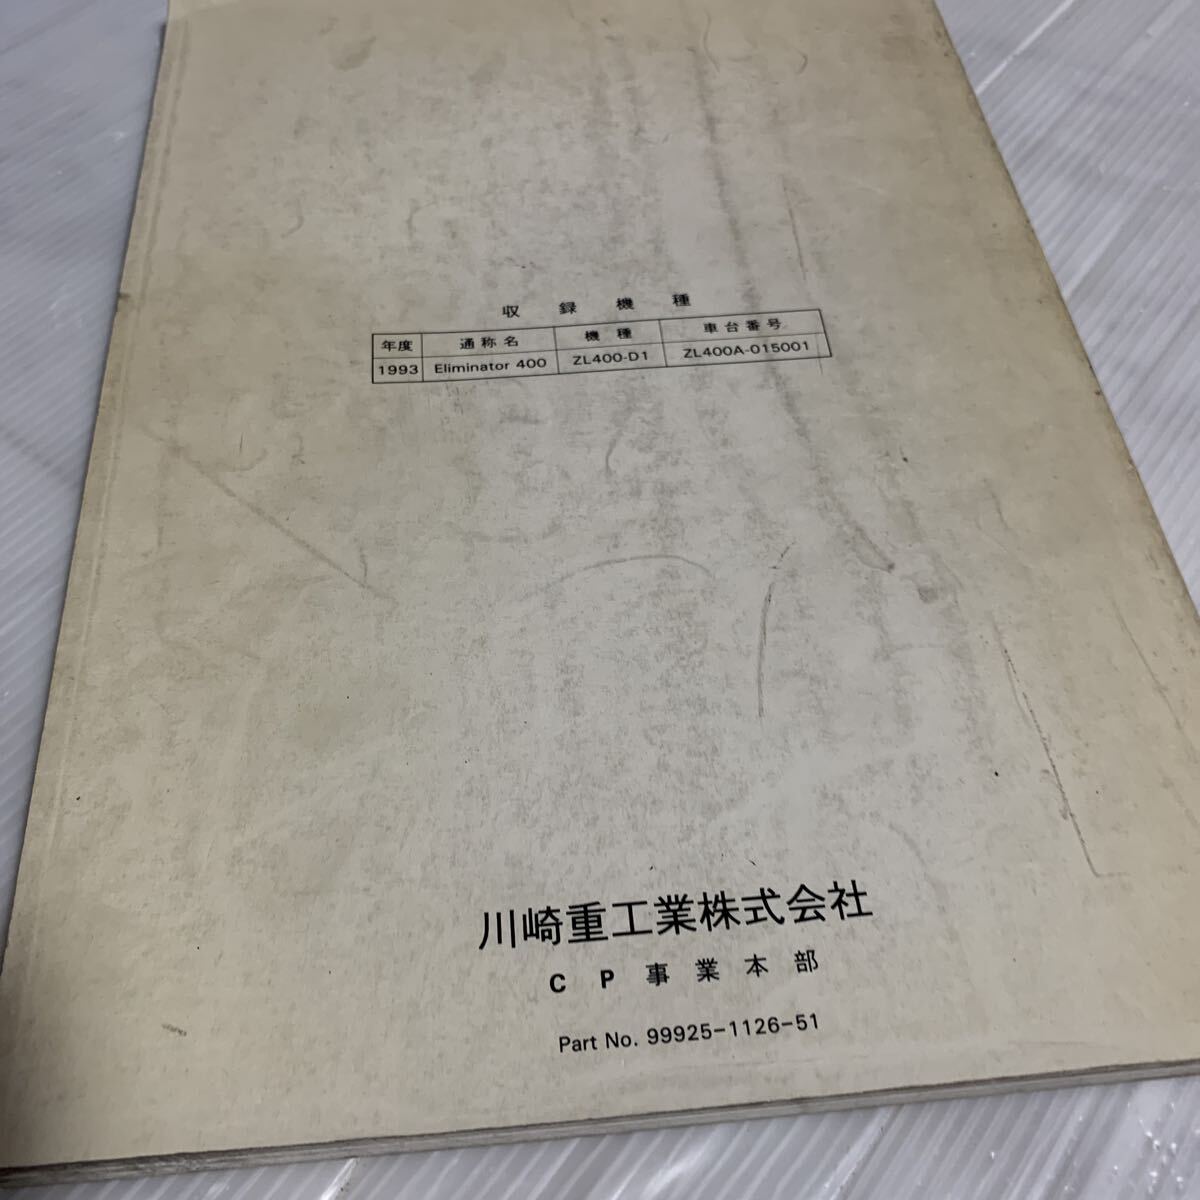 収録機種
年度 通称名 機種 車台番号
1993 Eliminator 400 ZL400-D1 ZL400A-015001
川崎重工業株式会社
CP事業本部
Part No. 99925-1126-51